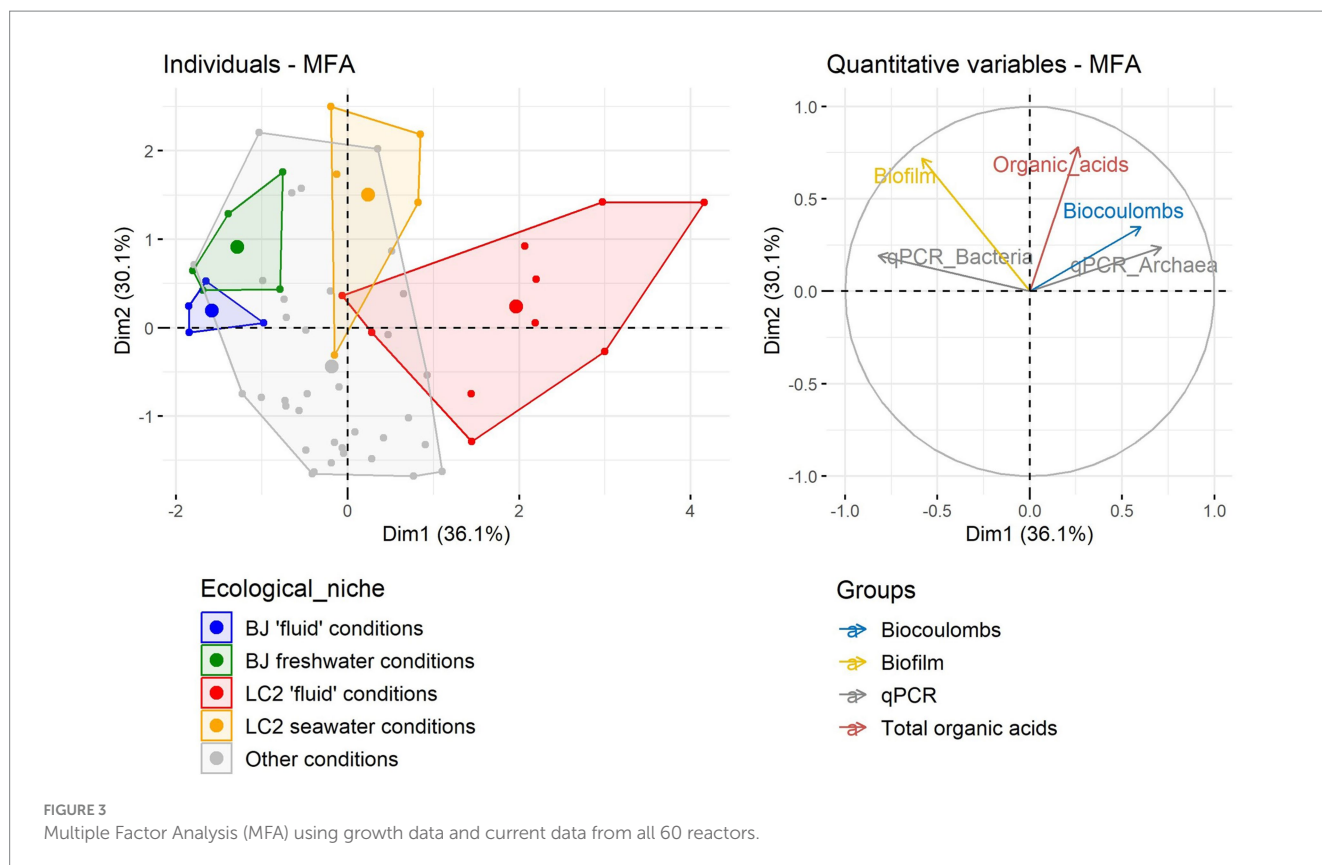 Individuals - MFA
Dim2 (30.1%)
2
1
0
-1
-2
0
2
4
Dim1 (36.1%)
Quantitative variables - MFA
Dim2 (30.1%)
1.0
0.5
0.0
-0.5
-1.0
Biofilm
Organic_acids
Biocoulombs
qPCR_Bacteria
qPCR_Archaea
-1.0
-0.5
0.0
0.5
1.0
Dim1 (36.1%)
Ecological_niche
BJ 'fluid' conditions
BJ freshwater conditions
LC2 'fluid' conditions
LC2 seawater conditions
Other conditions
Groups
a Biocoulombs
a Biofilm
a qPCR
a Total organic acids
FIGURE 3
Multiple Factor Analysis (MFA) using growth data and current data from all 60 reactors.